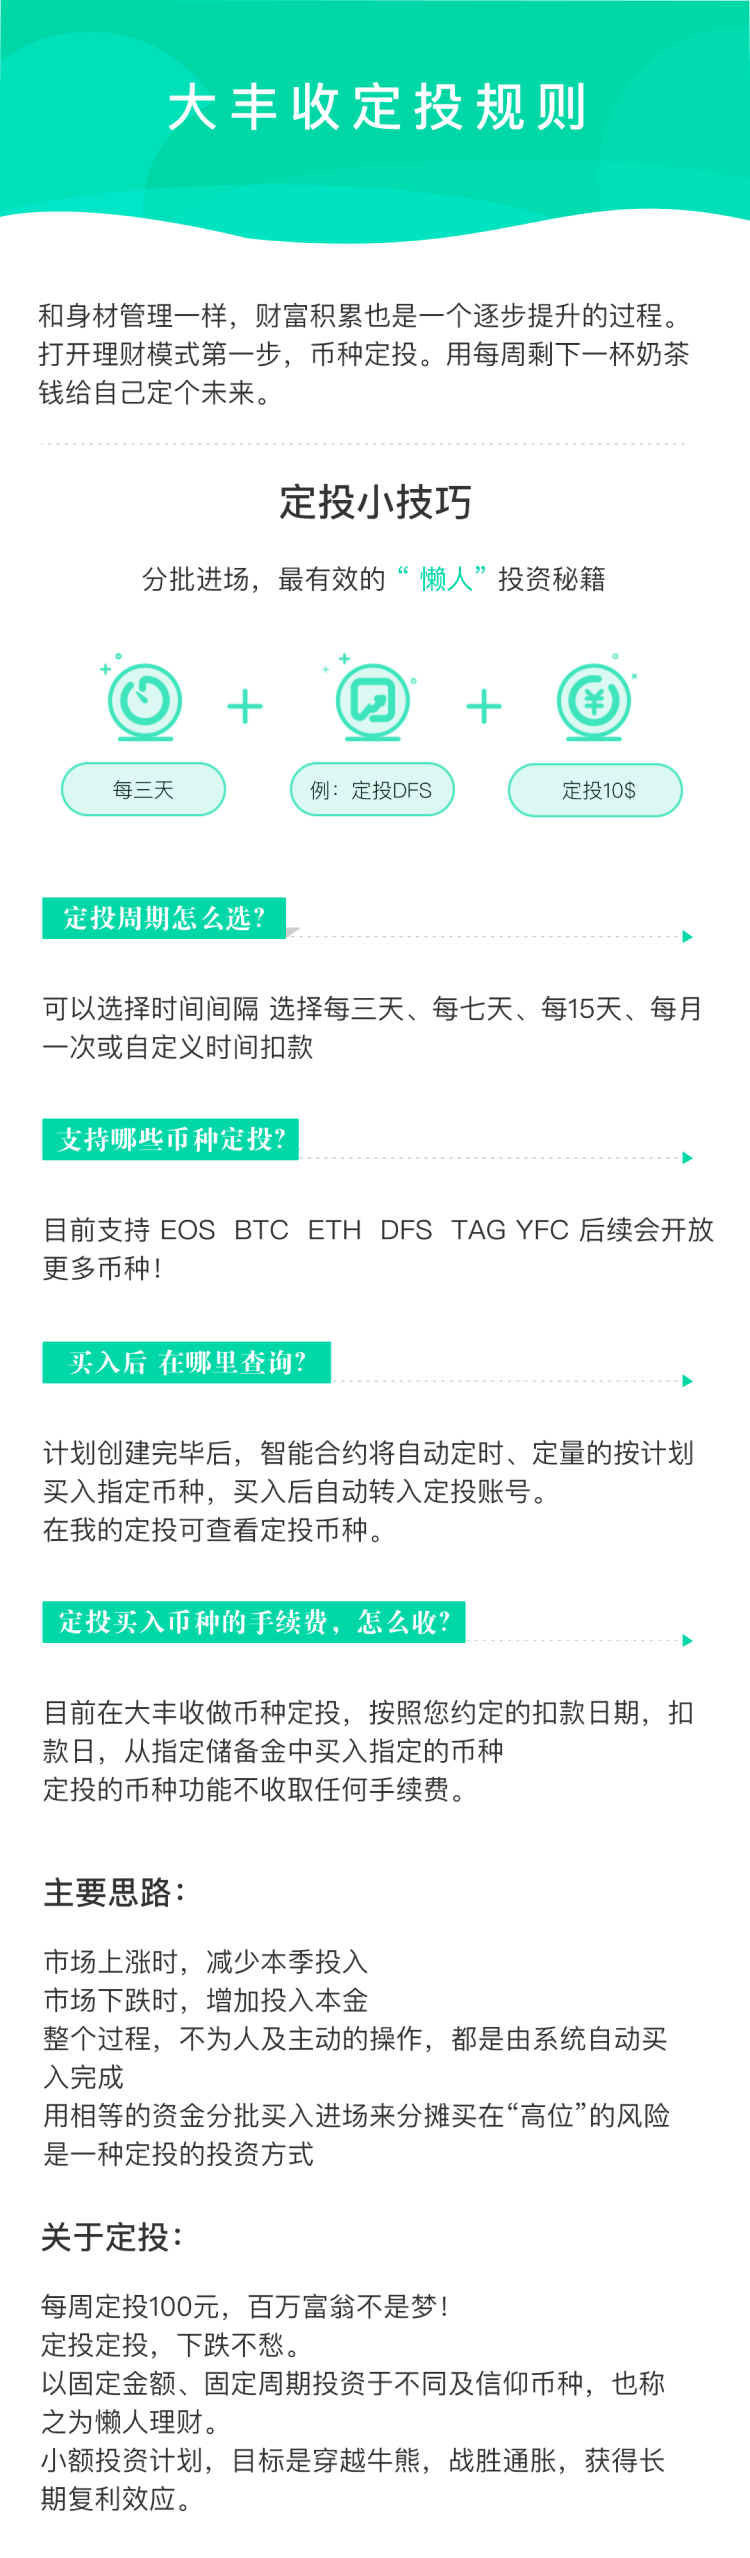 大丰收定投规则
和身材管理一样，财富积累也是一个逐步提升的过程。
打开理财模式第一步，币种定投。用每周剩下一杯奶茶
钱给自己定个未来。
定投小技巧
分批进场，最有效的“懒人”投资秘籍
每三天
例：定投DFS
定投10$
定投周期怎么选？
可以选择时间间隔 选择每三天、每七天、每15天、每月
一次或自定义时间扣款
支持哪些币种定投？
目前支持 EOS BTC ETH DFS TAG YFC 后续会开放
更多币种！
买入后 在哪里查询？
计划创建完毕后，智能合约将自动定时、定量的按计划
买入指定币种，买入后自动转入定投账号。
在我的定投可查看定投币种。
定投买入币种的手续费，怎么收？
目前在大丰收做币种定投，按照您约定的扣款日期，扣
款日，从指定储备金中买入指定的币种
定投的币种功能不收取任何手续费。
主要思路：
市场上涨时，减少本季投入
市场下跌时，增加投入本金
整个过程，不为人及主动的操作，都是由系统自动买
入完成
用相等的资金分批买入进场来分摊买在“高位”的风险
是一种定投的投资方式
关于定投：
每周定投100元，百万富翁不是梦！
定投定投，下跌不愁。
以固定金额、固定周期投资于不同及信仰币种，也称
之为懒人理财。
小额投资计划，目标是穿越牛熊，战胜通胀，获得长
期复利效应。